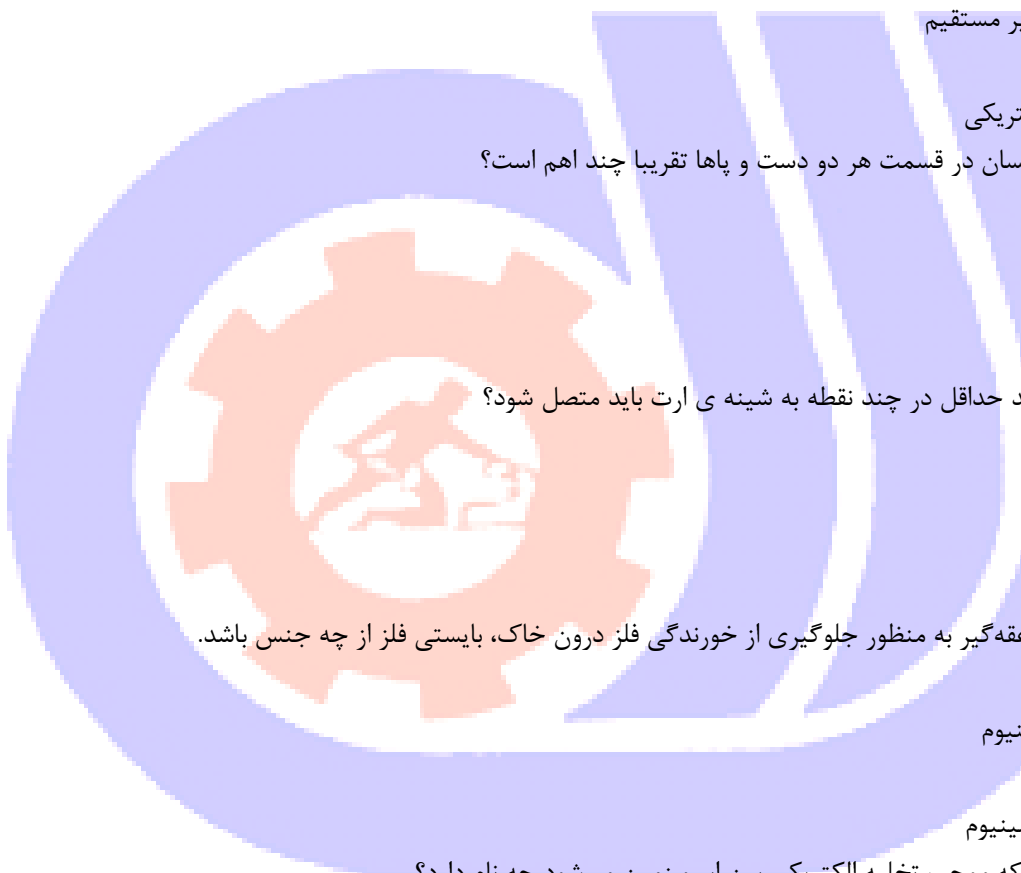 ر مستقیم
تریکی
سان در قسمت هر دو دست و پاها تقریبا چند اهم است؟
د حداقل در چند نقطه به شینه ی ارت باید متصل شود؟
قه‌گیر به منظور جلوگیری از خورندگی فلز درون خاک، بایستی فلز از چه جنس باشد.
نیوم
ینیوم